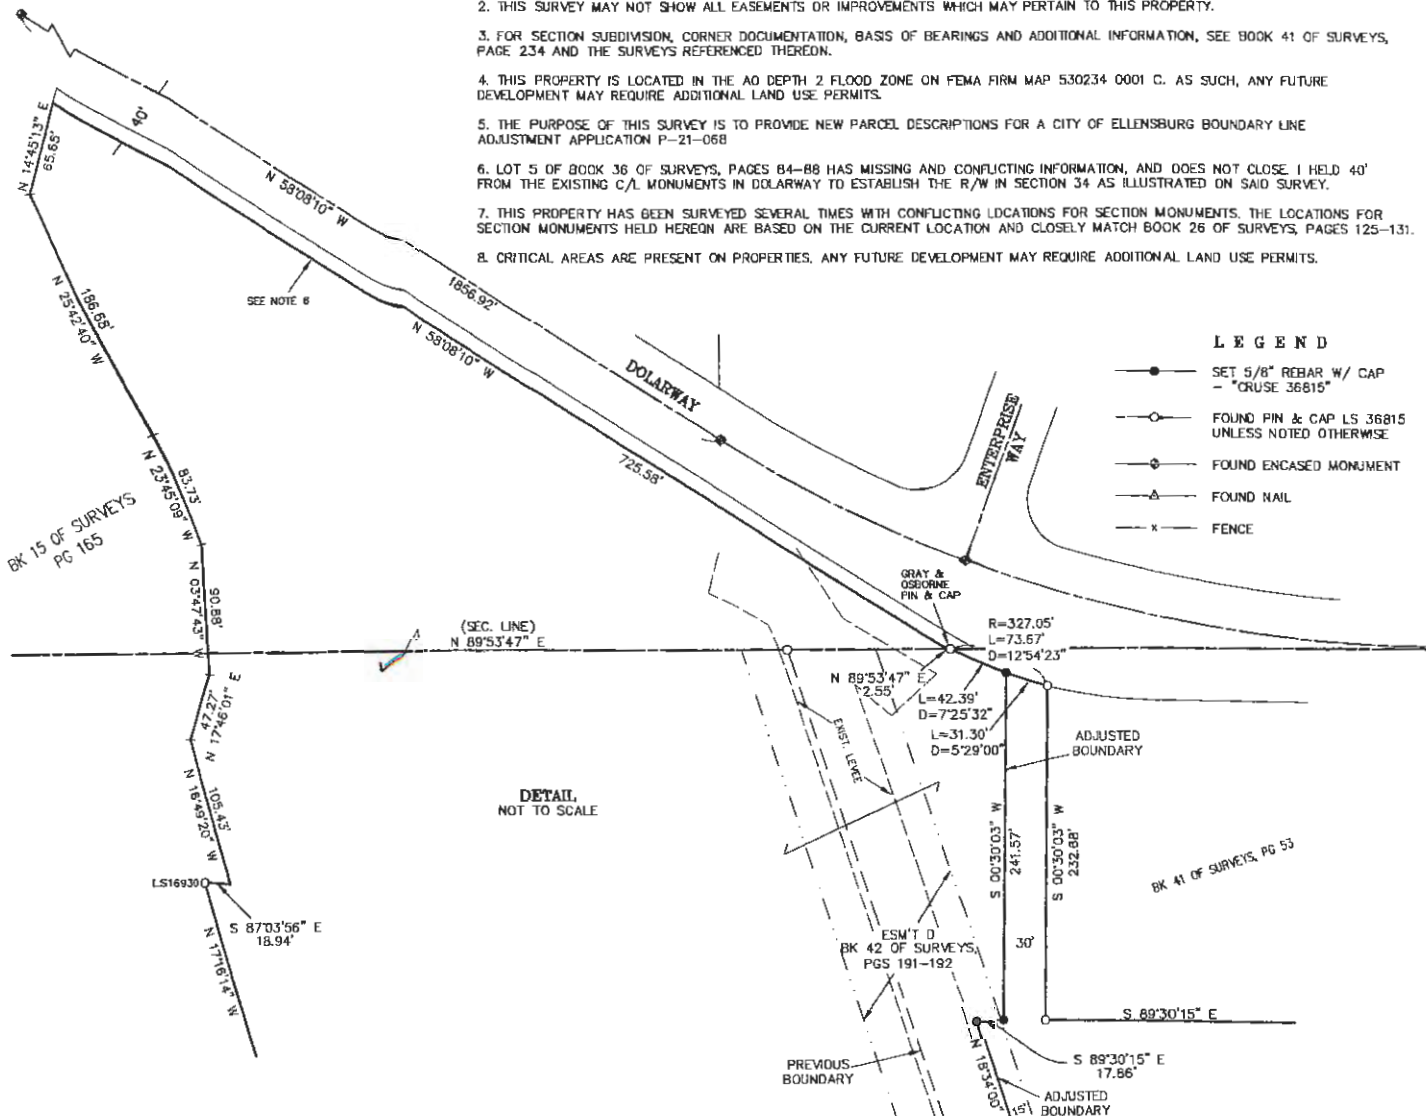 2. THIS SURVEY MAY NOT SHOW ALL EASEMENTS OR IMPROVEMENTS WHICH MAY PERTAIN TO THIS PROPERTY.
3. FOR SECTION SUBDIVISION, CORNER DOCUMENTATION, BASIS OF BEARINGS AND ADDITIONAL INFORMATION, SEE BOOK 41 OF SURVEYS,
PAGE 234 AND THE SURVEYS REFERENCED THEREON.
4. THIS PROPERTY IS LOCATED IN THE AO DEPTH 2 FLOOD ZONE ON FEMA FIRM MAP 530234 0001 C. AS SUCH, ANY FUTURE
DEVELOPMENT MAY REQUIRE ADDITIONAL LAND USE PERMITS.
5. THE PURPOSE OF THIS SURVEY IS TO PROVIDE NEW PARCEL DESCRIPTIONS FOR A CITY OF ELLENSBURG BOUNDARY LINE
ADJUSTMENT APPLICATION P-21-068
6. LOT 5 OF BOOK 36 OF SURVEYS, PAGES 84-88 HAS MISSING AND CONFLICTING INFORMATION, AND DOES NOT CLOSE. I HELD 40'
FROM THE EXISTING C/L MONUMENTS IN DOLARWAY TO ESTABLISH THE R/W IN SECTION 34 AS ILLUSTRATED ON SAID SURVEY.
7. THIS PROPERTY HAS BEEN SURVEYED SEVERAL TIMES WITH CONFLICTING LOCATIONS FOR SECTION MONUMENTS. THE LOCATIONS FOR
SECTION MONUMENTS HELD HEREON ARE BASED ON THE CURRENT LOCATION AND CLOSELY MATCH BOOK 26 OF SURVEYS, PAGES 125-131.
8. CRITICAL AREAS ARE PRESENT ON PROPERTIES. ANY FUTURE DEVELOPMENT MAY REQUIRE ADDITIONAL LAND USE PERMITS.
N 14°45'13" E
65.65'
40'
N 58°08'10" W
1856.92'
SEE NOTE 6
N 58°08'10" W
725.58'
DOLARWAY
ENTERPRISE
WAY
LEGEND
SET 5/8" REBAR W/ CAP
- "CRUSE 36815"
FOUND PIN & CAP LS 36815
UNLESS NOTED OTHERWISE
FOUND ENCASED MONUMENT
FOUND NAIL
x FENCE
186.68'
N 25°42'40" W
83.73'
N 23°45'09" W
BK 15 OF SURVEYS
PG 165
90.88'
N 03°47'43" W
(SEC. LINE)
N 89°53'47" E
GRAY &
OSBORNE
PIN & CAP
R=327.05'
L=73.67'
D=12°54'23"
N 89°53'47" E
2.55'
L=42.39'
D=7°25'32"
L=31.30'
D=5°29'00"
47.27'
N 17°46'01" E
EXIST. LEVEE
ADJUSTED
BOUNDARY
105.43'
N 16°49'20" W
DETAIL
NOT TO SCALE
S 00°30'03" W
241.57'
S 00°30'03" W
232.68'
BK 41 OF SURVEYS, PG 53
LS16930
S 87°03'56" E
18.94'
N 17°16'14" W
ESM'T D
BK 42 OF SURVEYS,
PGS 191-192
30'
S 89°30'15" E
PREVIOUS
BOUNDARY
S 89°30'15" E
17.66'
N 18°34'00"
ADJUSTED
BOUNDARY
15'